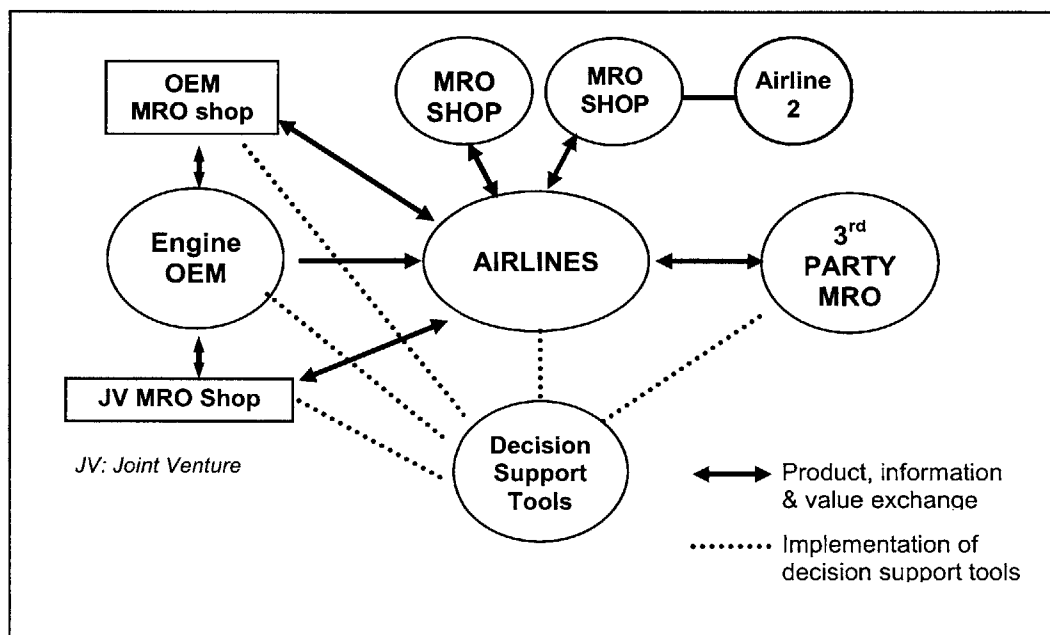 OEM
MRO shop
MRO
SHOP
MRO
SHOP
Airline
2
Engine
OEM
AIRLINES
3rd
PARTY
MRO
JV MRO Shop
JV: Joint Venture
Decision
Support
Tools
Product, information
& value exchange
Implementation of
decision support tools